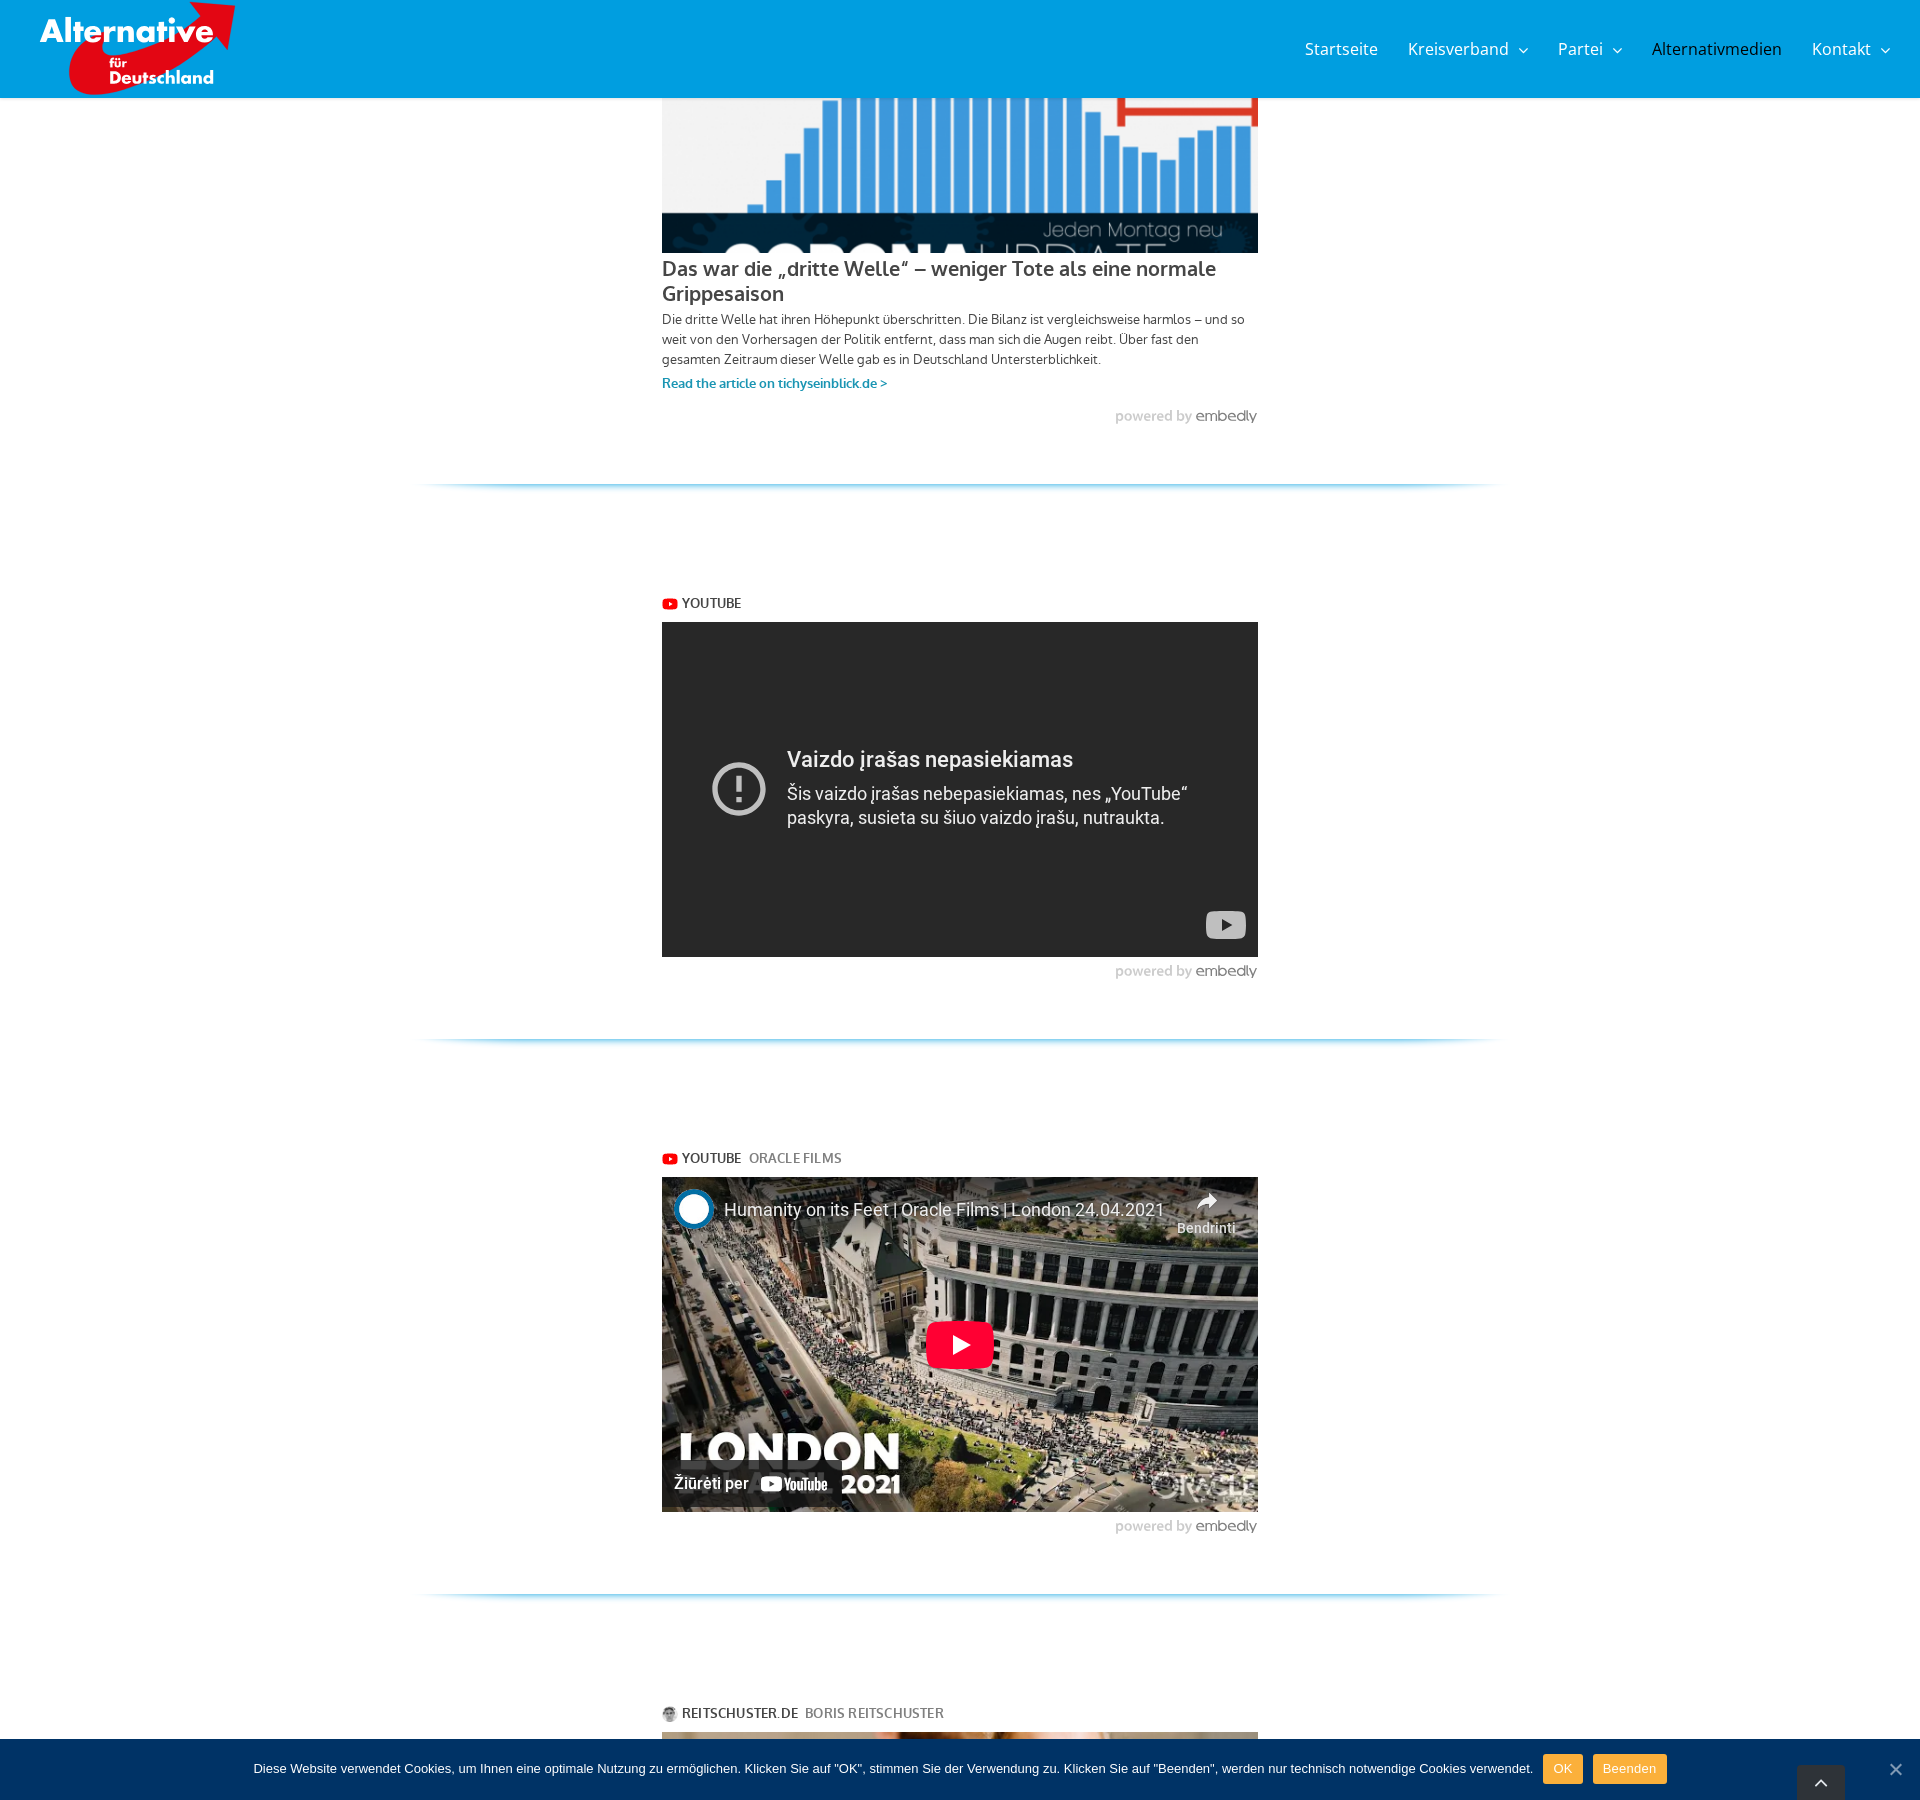 Alternative
für
Deutschland
Startseite
Kreisverband
Partei
Alternativmedien
Kontakt
Jeden Montag neu
CORONA UPDATE
Das war die „dritte Welle“ – weniger Tote als eine normale
Grippesaison
Die dritte Welle hat ihren Höhepunkt überschritten. Die Bilanz ist vergleichsweise harmlos – und so
weit von den Vorhersagen der Politik entfernt, dass man sich die Augen reibt. Über fast den
gesamten Zeitraum dieser Welle gab es in Deutschland Untersterblichkeit.
Read the article on tichyseinblick.de >
powered by embedly
YOUTUBE
Vaizdo įrašas nepasiekiamas
Šis vaizdo įrašas nebepasiekiamas, nes „YouTube“
paskyra, susieta su šiuo vaizdo įrašu, nutraukta.
powered by embedly
YOUTUBE ORACLE FILMS
Humanity on its Feet | Oracle Films | London 24.04.2021
Bendrinti
LONDON
2021
Žiūrėti per YouTube
ORACLE
powered by embedly
REITSCHUSTER.DE BORIS REITSCHUSTER
Diese Website verwendet Cookies, um Ihnen eine optimale Nutzung zu ermöglichen. Klicken Sie auf "OK", stimmen Sie der Verwendung zu. Klicken Sie auf "Beenden", werden nur technisch notwendige Cookies verwendet.
OK
Beenden